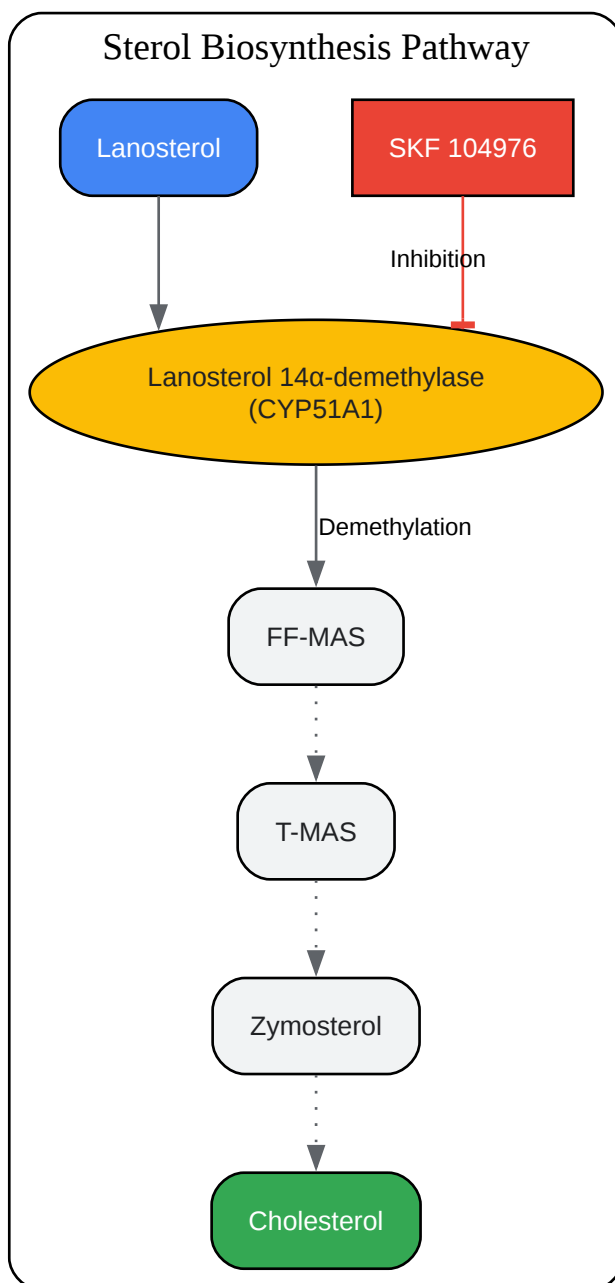 Sterol Biosynthesis Pathway
Lanosterol
SKF 104976
Inhibition
Lanosterol 14α-demethylase
(CYP51A1)
Demethylation
FF-MAS
T-MAS
Zymosterol
Cholesterol